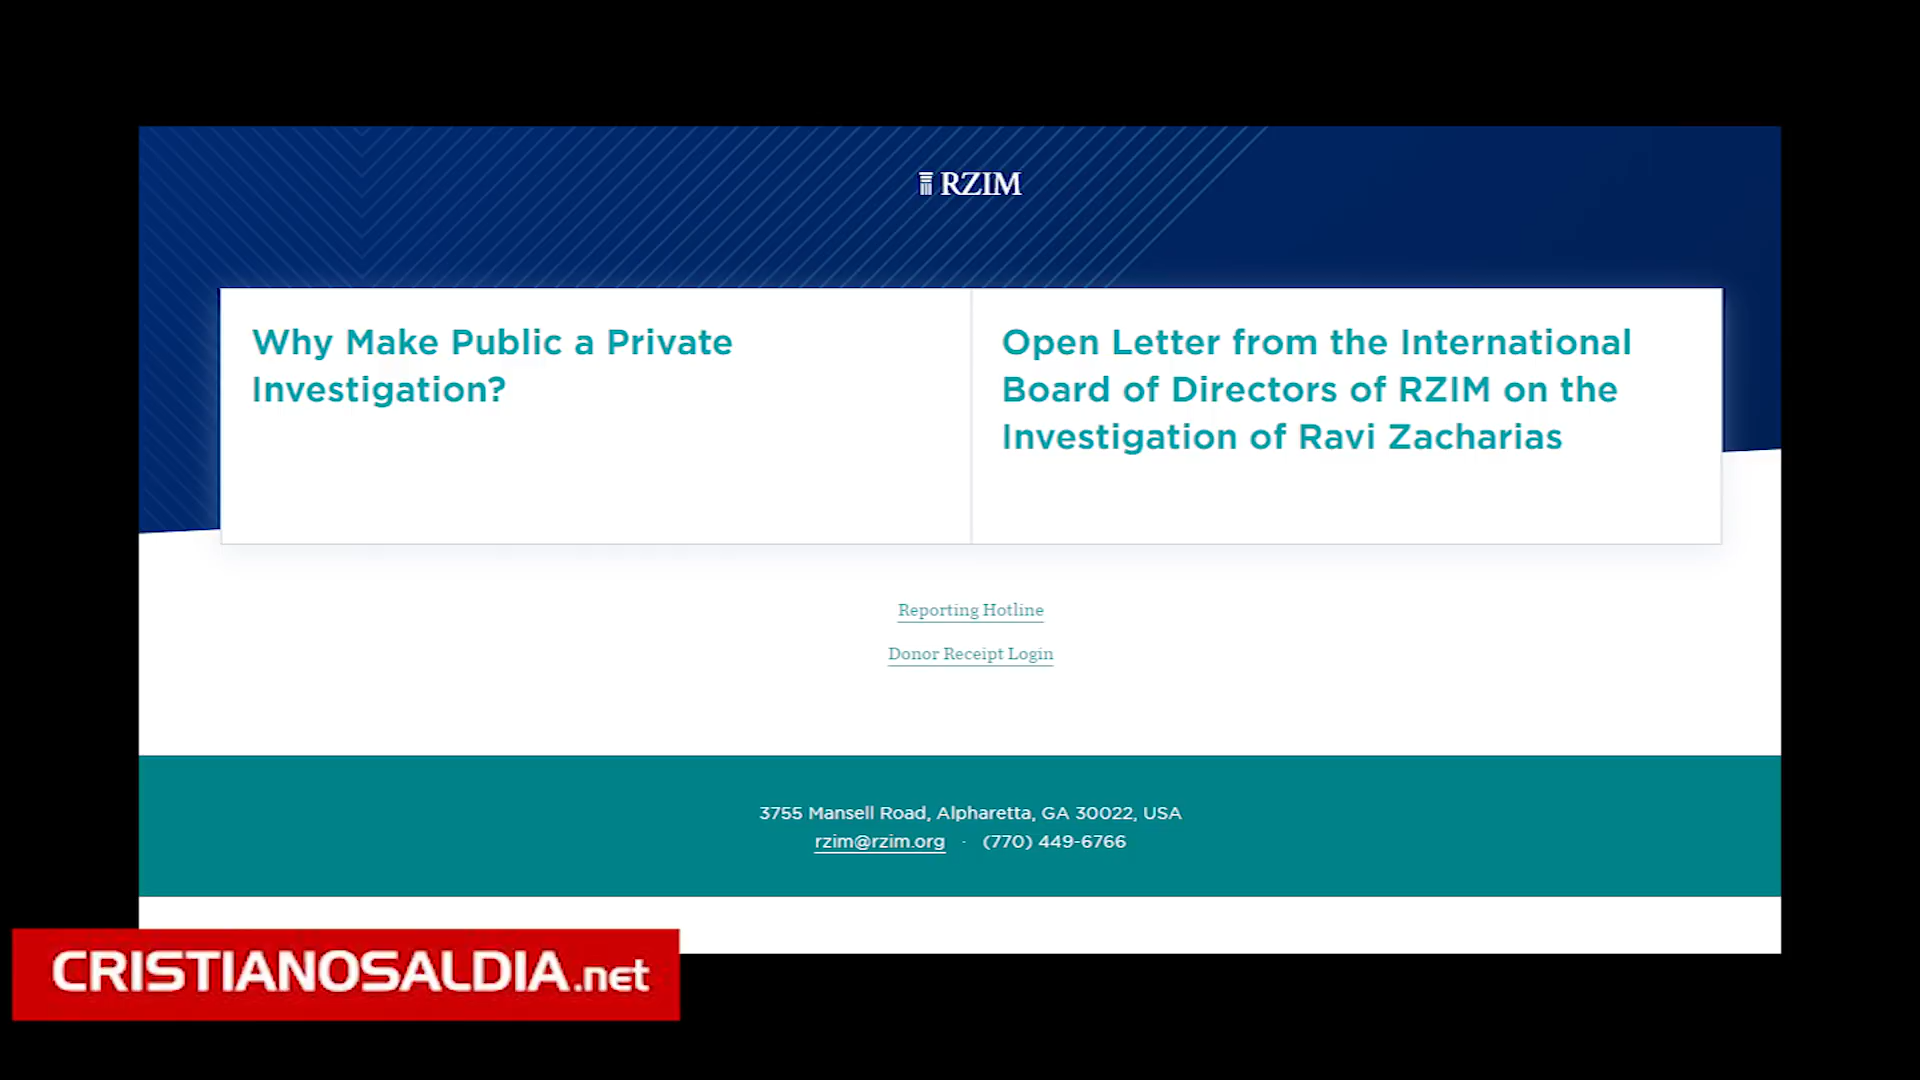 RZIM
Why Make Public a Private
Investigation?
Open Letter from the International
Board of Directors of RZIM on the
Investigation of Ravi Zacharias
Reporting Hotline
Donor Receipt Login
3755 Mansell Road, Alpharetta, GA 30022, USA
rzim@rzim.org · (770) 449-6766
CRISTIANOSALDIA.net